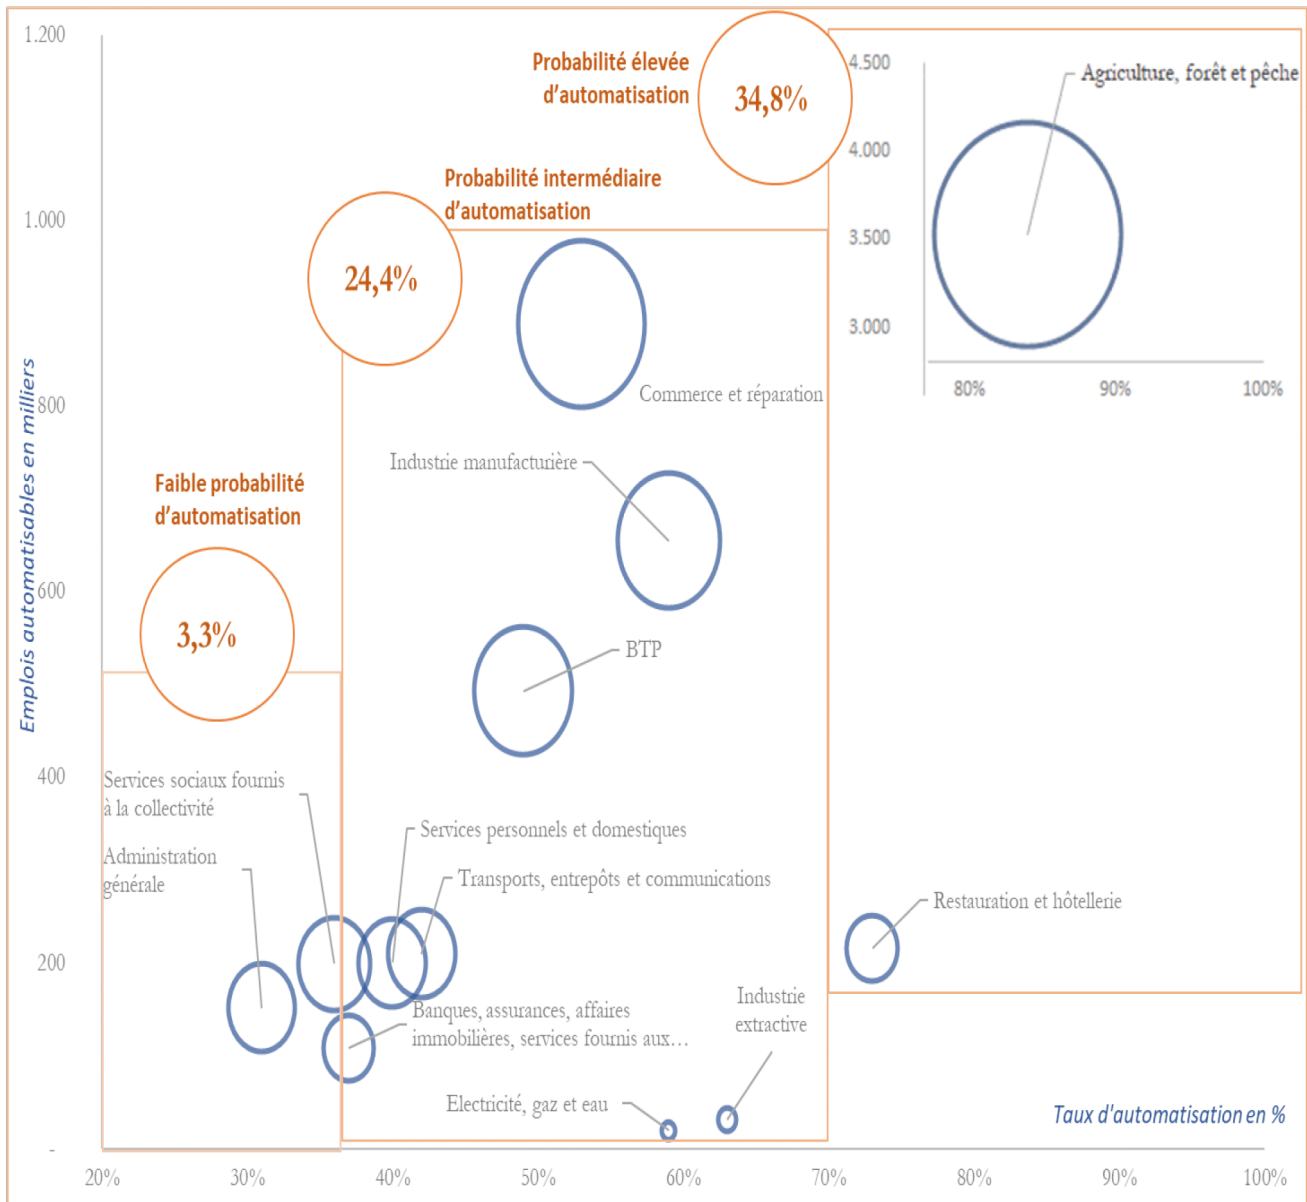 1.200
1.000
800
600
400
200
-
Emplois automatisables en milliers
Probabilité élevée
d'automatisation
34,8%
Probabilité intermédiaire
d'automatisation
24,4%
Faible probabilité
d'automatisation
3,3%
4.500
4.000
3.500
3.000
80%
90%
100%
Agriculture, forêt et pêche
Commerce et réparation
Industrie manufacturière
BTP
Services sociaux fournis
à la collectivité
Administration
générale
Services personnels et domestiques
Transports, entrepôts et communications
Restauration et hôtellerie
Banques, assurances, affaires
immobilières, services fournis aux…
Industrie
extractive
Electricité, gaz et eau
Taux d'automatisation en %
20%
30%
40%
50%
60%
70%
80%
90%
100%